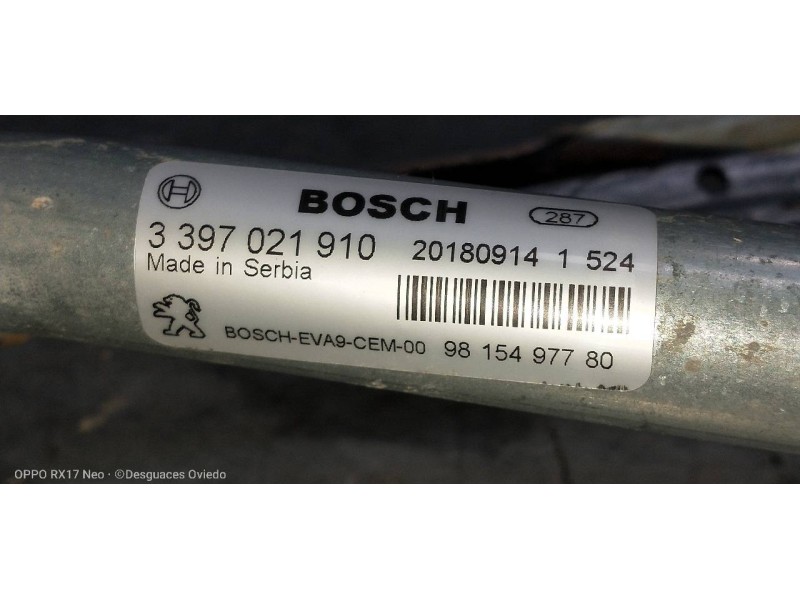 BOSCH 287
3 397 021 910 20180914 1 524
Made in Serbia
BOSCH-EVA9-CEM-00 98 154 977 80
OPPO RX17 Neo · ©Desguaces Oviedo